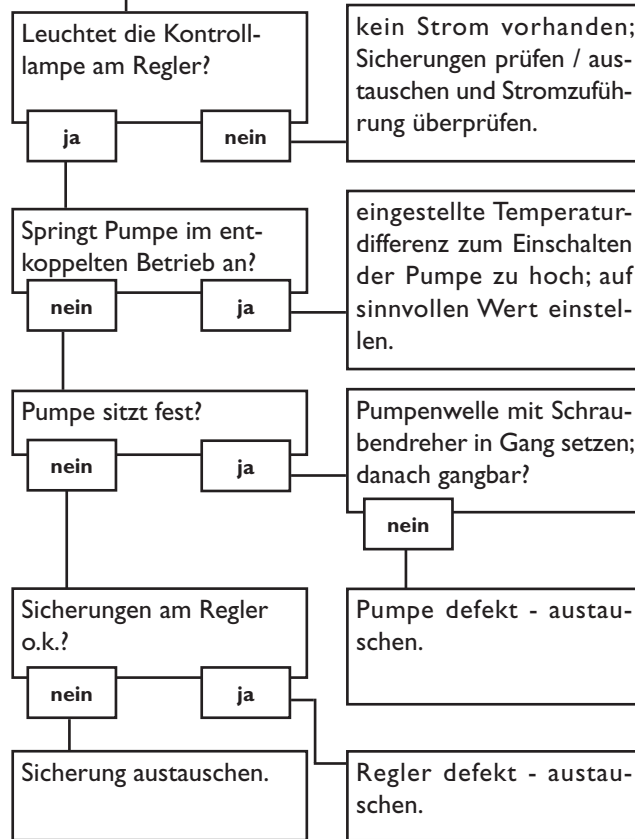 Leuchtet die Kontroll-
lampe am Regler?
ja
nein
kein Strom vorhanden;
Sicherungen prüfen / aus-
tauschen und Stromzufüh-
rung überprüfen.
Springt Pumpe im ent-
koppelten Betrieb an?
nein
ja
eingestellte Temperatur-
differenz zum Einschalten
der Pumpe zu hoch; auf
sinnvollen Wert einstel-
len.
Pumpe sitzt fest?
nein
ja
Pumpenwelle mit Schrau-
bendreher in Gang setzen;
danach gangbar?
nein
Pumpe defekt - austau-
schen.
Sicherungen am Regler
o.k.?
nein
ja
Sicherung austauschen.
Regler defekt - austau-
schen.